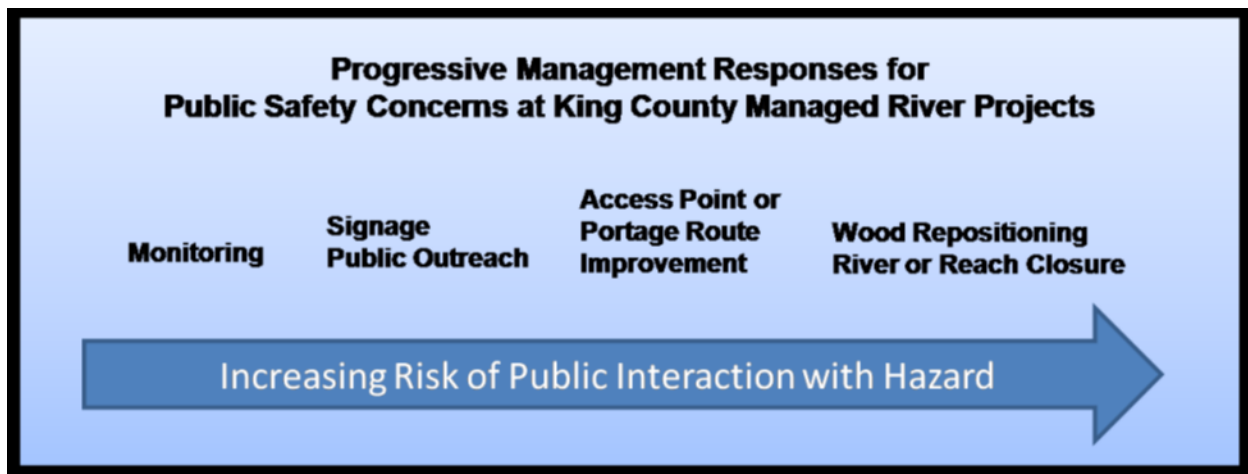 Progressive Management Responses for
Public Safety Concerns at King County Managed River Projects
Monitoring
Signage
Public Outreach
Access Point or
Portage Route
Improvement
Wood Repositioning
River or Reach Closure
Increasing Risk of Public Interaction with Hazard